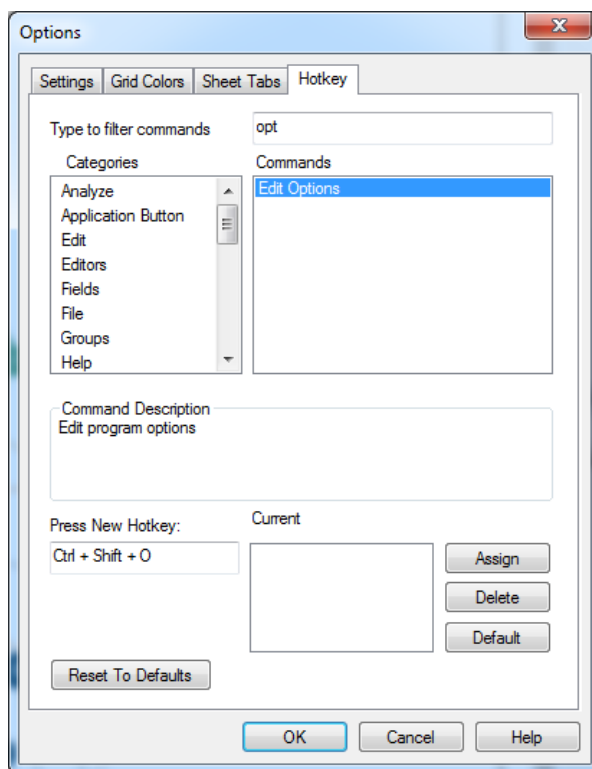 Options
Settings
Grid Colors
Sheet Tabs
Hotkey
Type to filter commands
opt
Categories
Commands
Analyze
Application Button
Edit
Editors
Fields
File
Groups
Help
Edit Options
Command Description
Edit program options
Press New Hotkey:
Current
Ctrl + Shift + O
Assign
Delete
Default
Reset To Defaults
OK
Cancel
Help